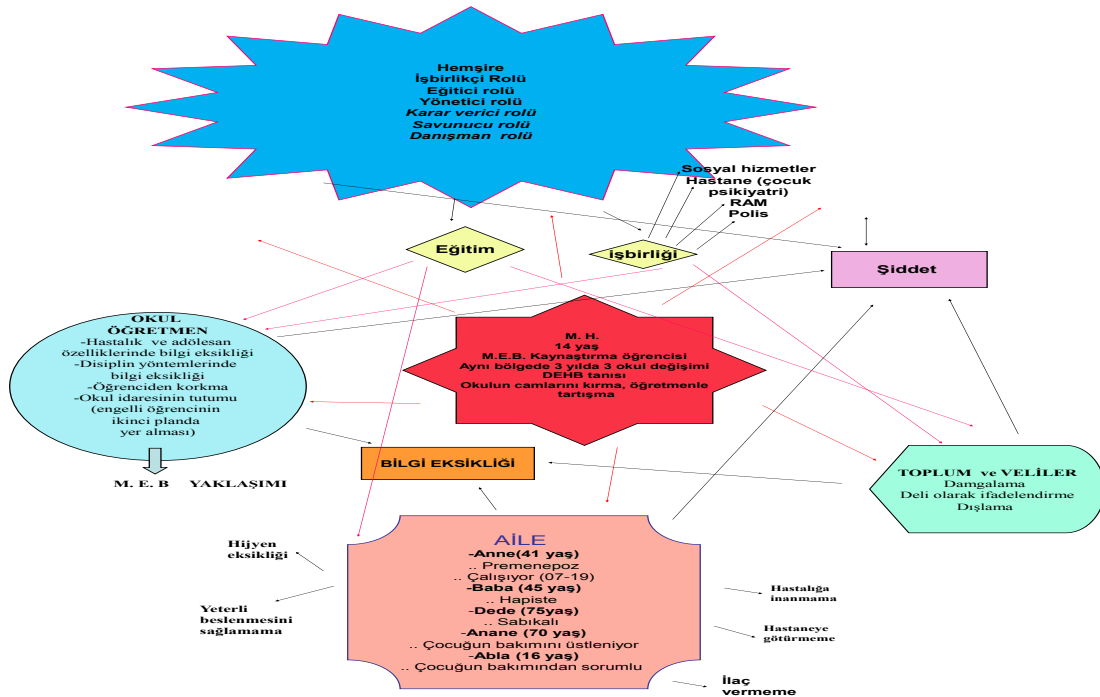 Hemşire
İşbirlikçi Rolü
Eğitici rolü
Yönetici rolü
Karar verici rolü
Savunucu rolü
Danışman rolü
Sosyal hizmetler
Hastane (çocuk
psikiyatri)
RAM
Polis
Eğitim
işbirliği
Şiddet
OKUL
ÖĞRETMEN
-Hastalık ve adölesan
özelliklerinde bilgi eksikliği
-Disiplin yöntemlerinde
bilgi eksikliği
-Öğrenciden korkma
-Okul idaresinin tutumu
(engelli öğrencinin
ikinci planda
yer alması)
M. E. B YAKLAŞIMI
M. H.
14 yaş
M.E.B. Kaynaştırma öğrencisi
Aynı bölgede 3 yılda 3 okul değişimi
DEHB tanısı
Okulun camlarını kırma, öğretmenle
tartışma
BİLGİ EKSİKLİĞİ
TOPLUM ve VELİLER
Damgalama
Deli olarak ifadelendirme
Dışlama
AİLE
-Anne(41 yaş)
.. Premenepoz
.. Çalışıyor (07-19)
-Baba (45 yaş)
.. Hapiste
-Dede (75yaş)
.. Sabıkalı
-Anane (70 yaş)
.. Çocuğun bakımını üstleniyor
-Abla (16 yaş)
.. Çocuğun bakımından sorumlu
Hijyen
eksikliği
Yeterli
beslenmesini
sağlamama
Hastalığa
inanmama
Hastaneye
götürmeme
İlaç
vermeme